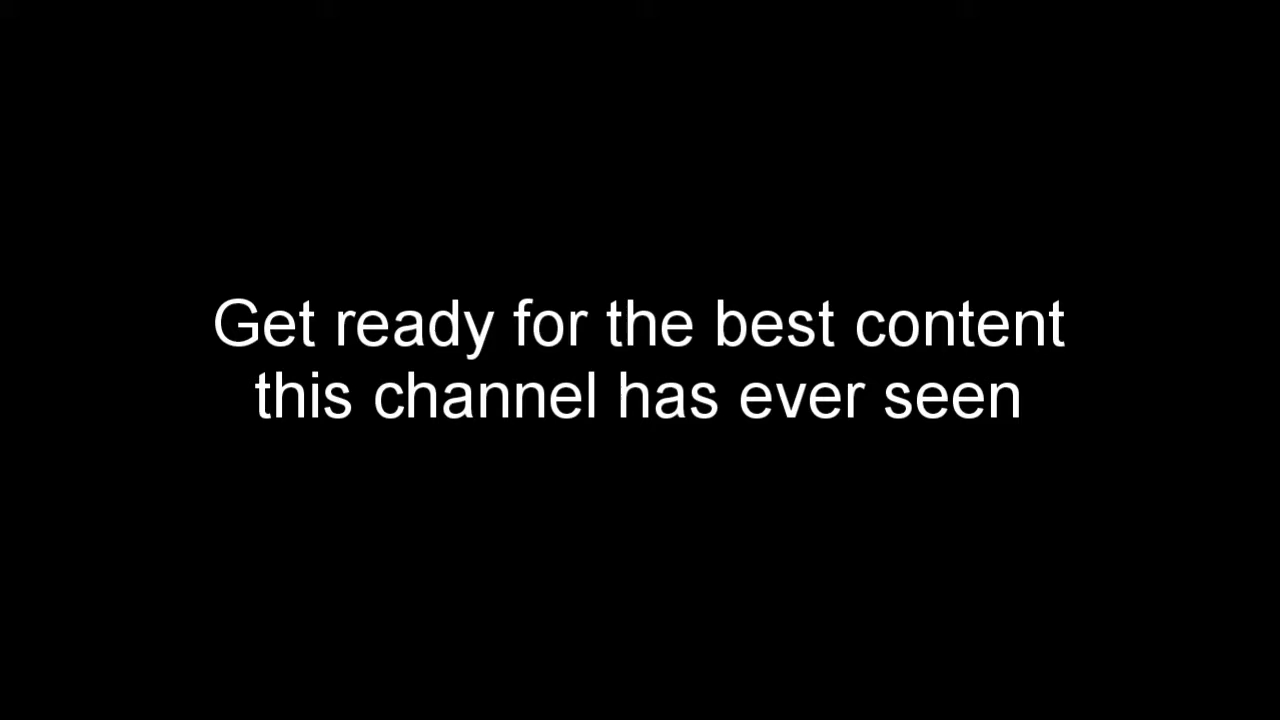 Get ready for the best content
this channel has ever seen